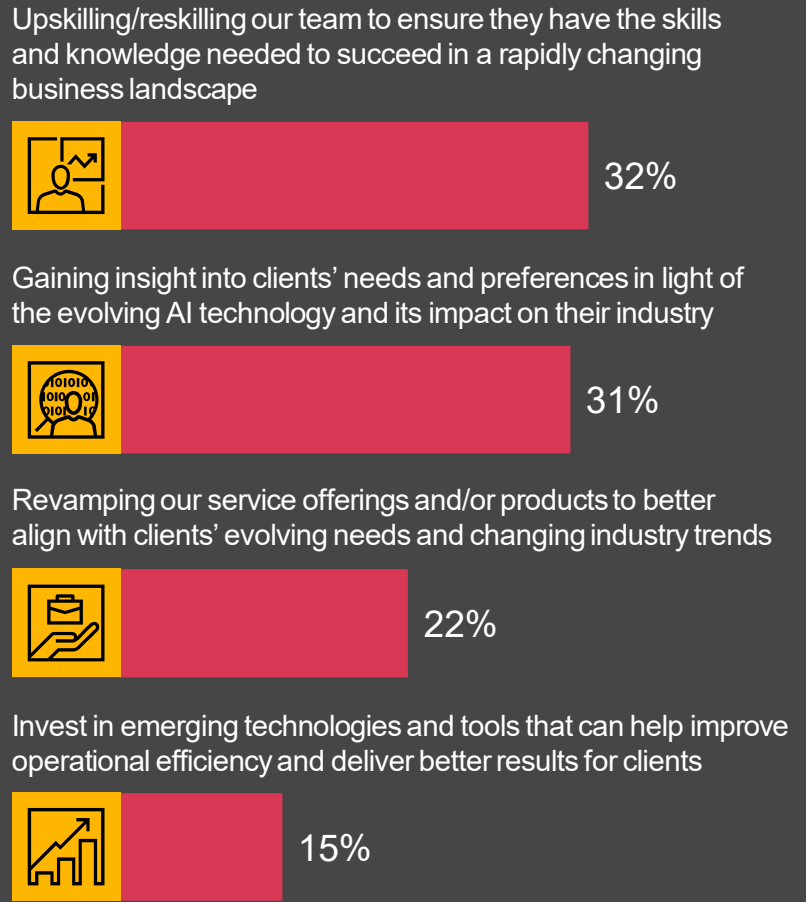 Upskilling/reskilling our team to ensure they have the skills
and knowledge needed to succeed in a rapidly changing
business landscape
32%
Gaining insight into clients’ needs and preferences in light of
the evolving AI technology and its impact on their industry
31%
Revamping our service offerings and/or products to better
align with clients’ evolving needs and changing industry trends
22%
Invest in emerging technologies and tools that can help improve
operational efficiency and deliver better results for clients
15%